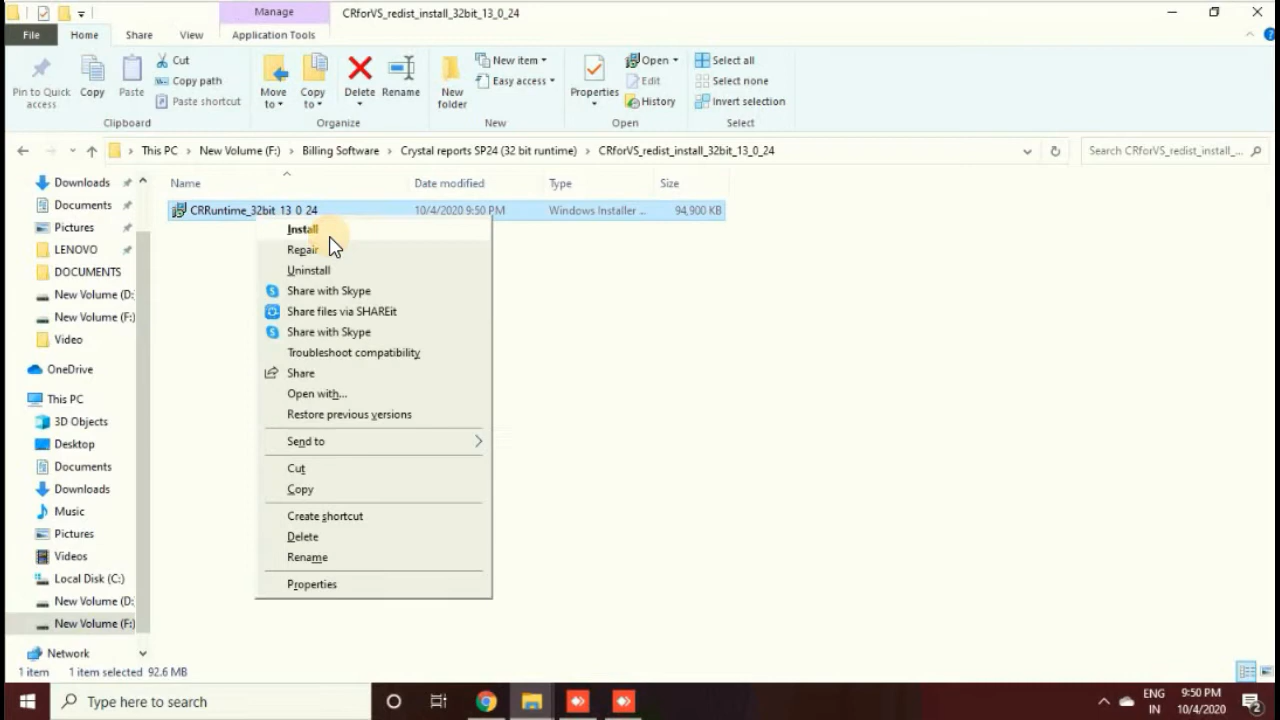 Manage
CRforVS_redist_install_32bit_13_0_24
File
Home
Share
View
Application Tools
Pin to Quick access
Copy
Paste
Cut
Copy path
Paste shortcut
Clipboard
Move to
Copy to
Delete
Rename
Organize
New folder
New item
Easy access
New
Properties
Open
Edit
History
Open
Select all
Select none
Invert selection
Select
This PC > New Volume (F:) > Billing Software > Crystal reports SP24 (32 bit runtime) > CRforVS_redist_install_32bit_13_0_24
Search CRforVS_redist_install_...
Name Date modified Type Size
CRRuntime_32bit_13_0_24 10/4/2020 9:50 PM Windows Installer ... 94,900 KB
Downloads
Documents
Pictures
LENOVO
DOCUMENTS
New Volume (D:
New Volume (F:)
Video
OneDrive
This PC
3D Objects
Desktop
Documents
Downloads
Music
Pictures
Videos
Local Disk (C:)
New Volume (D:
New Volume (F:)
Network
Install
Repair
Uninstall
Share with Skype
Share files via SHAREit
Share with Skype
Troubleshoot compatibility
Share
Open with...
Restore previous versions
Send to
Cut
Copy
Create shortcut
Delete
Rename
Properties
1 item 1 item selected 92.6 MB
Type here to search
ENG
IN
9:50 PM
10/4/2020
2